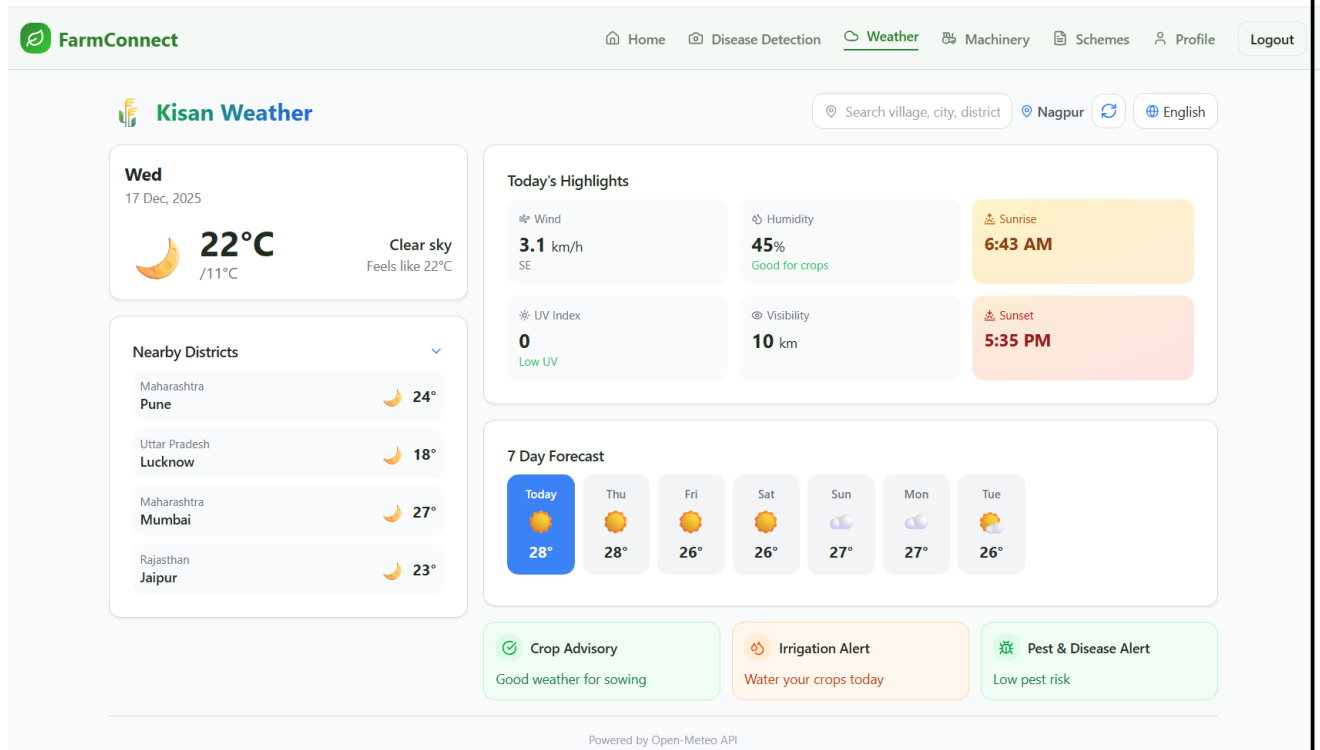 FarmConnect
Home
Disease Detection
Weather
Machinery
Schemes
Profile
Logout
Kisan Weather
Search village, city, district
Nagpur
English
Wed
17 Dec, 2025
22°C
/11°C
Clear sky
Feels like 22°C
Nearby Districts
Maharashtra
Pune
24°
Uttar Pradesh
Lucknow
18°
Maharashtra
Mumbai
27°
Rajasthan
Jaipur
23°
Today's Highlights
Wind
3.1 km/h
SE
Humidity
45%
Good for crops
Sunrise
6:43 AM
UV Index
0
Low UV
Visibility
10 km
Sunset
5:35 PM
7 Day Forecast
Today
28°
Thu
28°
Fri
26°
Sat
26°
Sun
27°
Mon
27°
Tue
26°
Crop Advisory
Good weather for sowing
Irrigation Alert
Water your crops today
Pest & Disease Alert
Low pest risk
Powered by Open-Meteo API